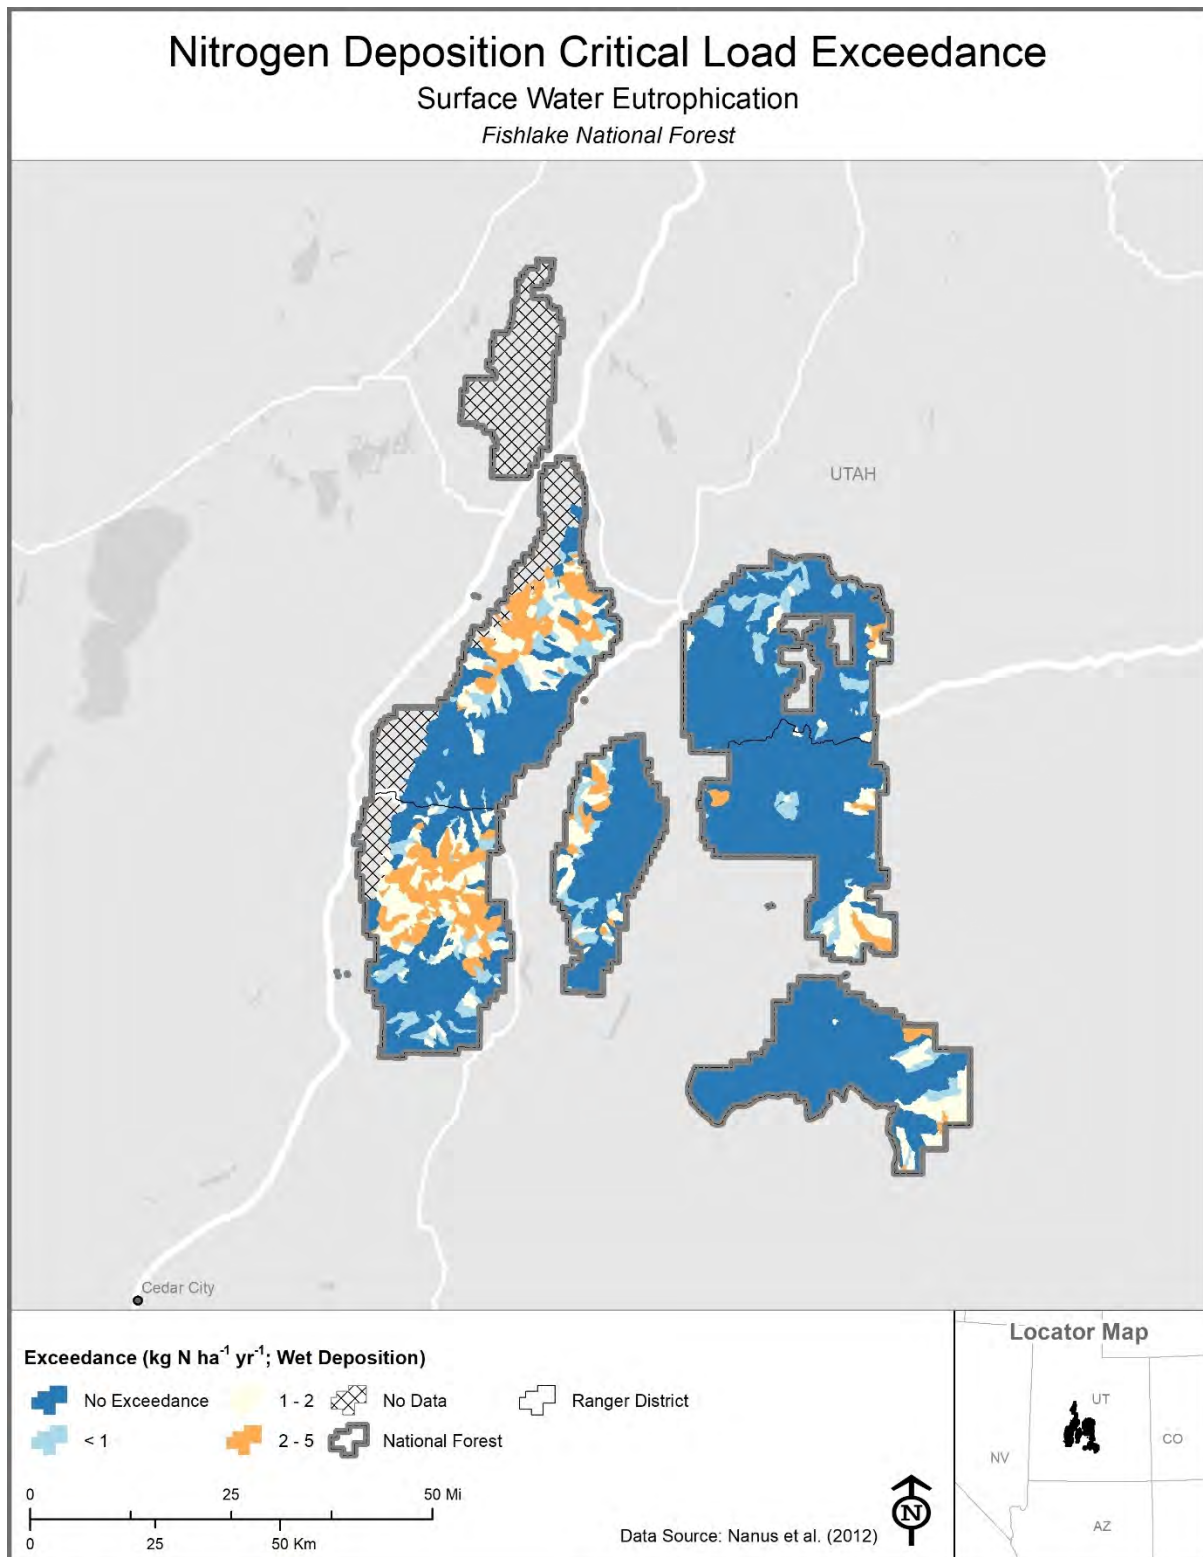 Nitrogen Deposition Critical Load Exceedance
Surface Water Eutrophication
Fishlake National Forest
UTAH
Cedar City
Exceedance (kg N ha⁻¹ yr⁻¹; Wet Deposition)
No Exceedance
1 - 2
No Data
Ranger District
< 1
2 - 5
National Forest
0 25 50 Mi
0 25 50 Km
Data Source: Nanus et al. (2012)
N
Locator Map
UT
CO
NV
AZ